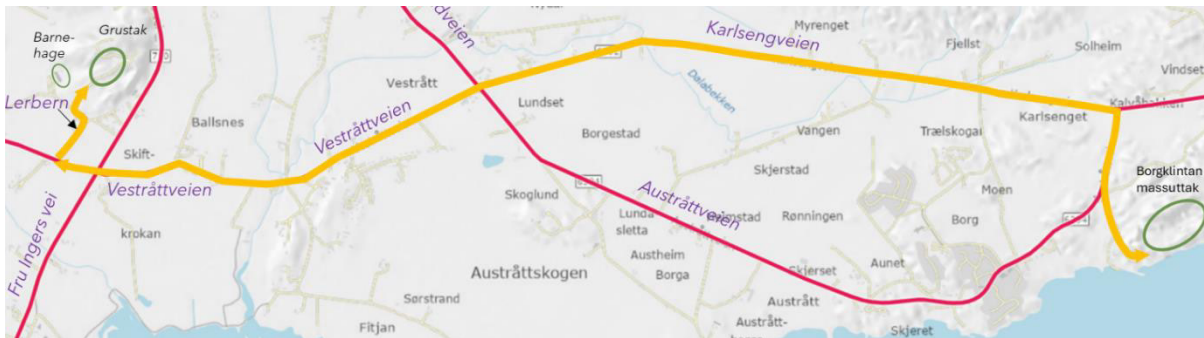 Barne-
hage
Grustak
Lerbern
Ballsnes
Skift-
Vestråttveien
krokan
Fru Ingers vei
Vestrått
Vestråttveien
Lundset
Borgestad
Skoglund
Lunda
sletta
Austheim
Borga
Austråttskogen
Sørstrand
Fitjan
Austråttveien
Skjerstad
Vangen
Rønningen
Skjerset
Austrått
Austrått-
Aunet
Skjeret
Borg
Moen
Karlsengveien
Myrenget
Dalabekken
Fjellst
Solheim
Vindset
Karlsenget
Borgklintan
massuttak